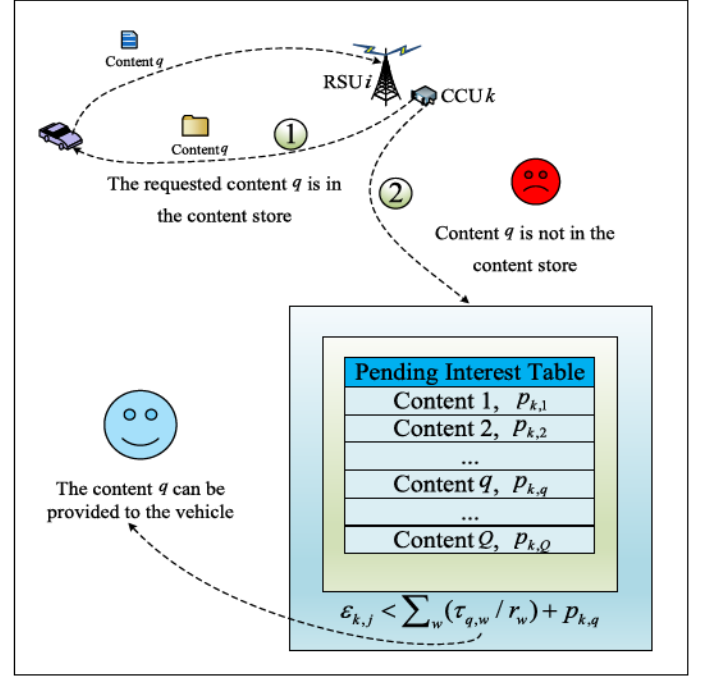 Content q
RSU i
CCU k
1
Content q
The requested content q is in
the content store
2
Content q is not in the
content store
Pending Interest Table
Content 1, p_{k,1}
Content 2, p_{k,2}
...
Content q, p_{k,q}
...
Content Q, p_{k,Q}
The content q can be
provided to the vehicle
ε_{k,j} < ∑_w (τ_{q,w} / r_w) + p_{k,q}